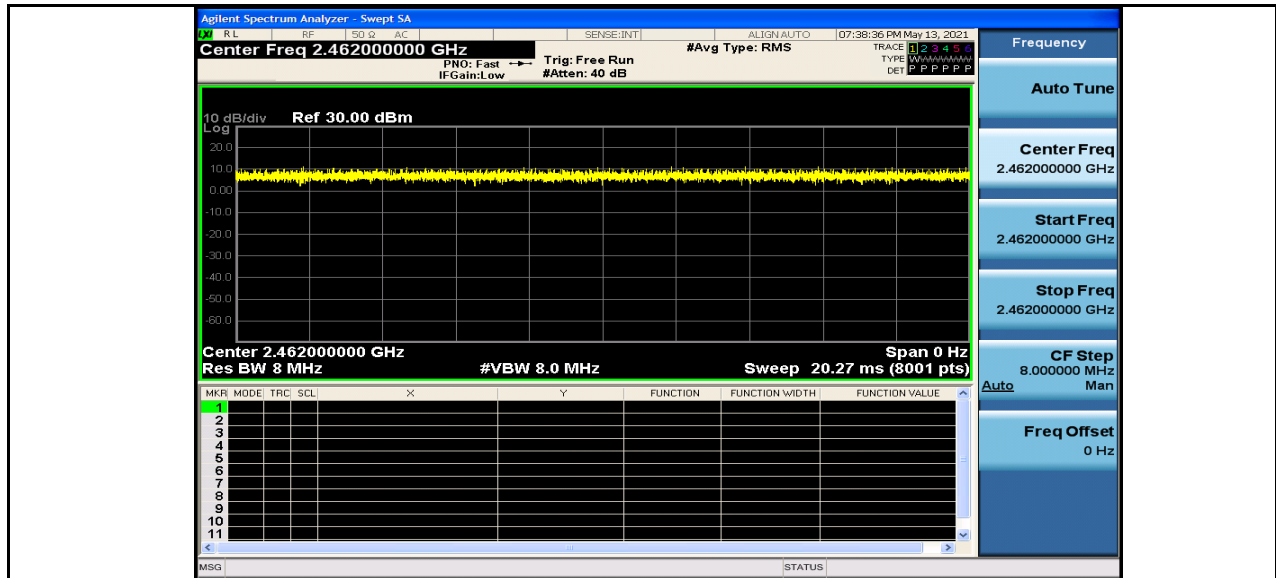 Agilent Spectrum Analyzer - Swept SA
LXI RL RF 50 Ω AC SENSE:INT ALIGN AUTO 07:38:36 PM May 13, 2021
Center Freq 2.462000000 GHz #Avg Type: RMS TRACE 1 2 3 4 5 6
PNO: Fast Trig: Free Run TYPE
IFGain:Low #Atten: 40 dB DET P P P P P P
10 dB/div Ref 30.00 dBm
Log
20.0
10.0
0.00
-10.0
-20.0
-30.0
-40.0
-50.0
-60.0
Center 2.462000000 GHz Span 0 Hz
Res BW 8 MHz #VBW 8.0 MHz Sweep 20.27 ms (8001 pts)
MKR MODE TRC SCL X Y FUNCTION FUNCTION WIDTH FUNCTION VALUE
1
2
3
4
5
6
7
8
9
10
11
MSG STATUS
Frequency
Auto Tune
Center Freq
2.462000000 GHz
Start Freq
2.462000000 GHz
Stop Freq
2.462000000 GHz
CF Step
8.000000 MHz
Auto Man
Freq Offset
0 Hz